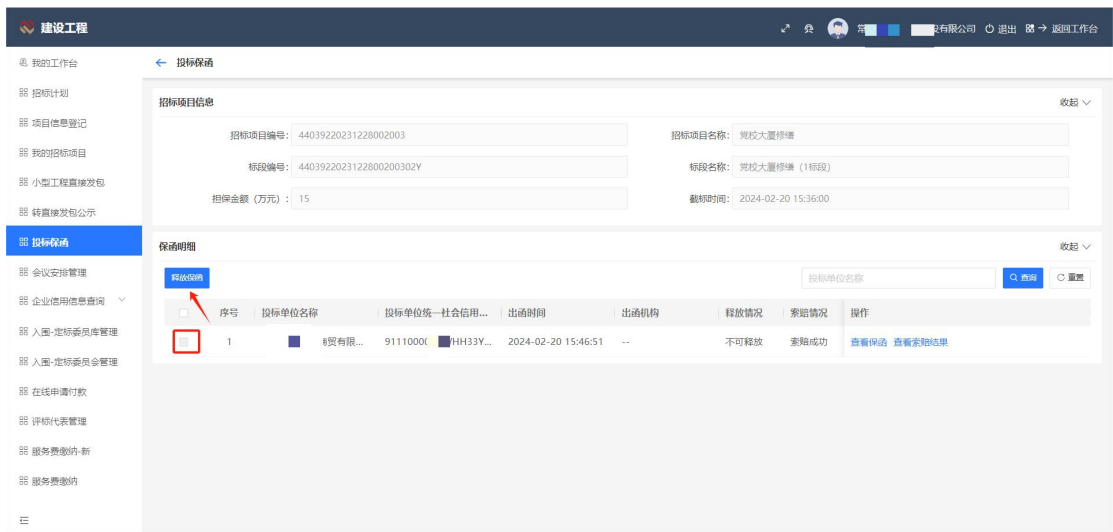 建设工程
常 有限公司 退出 返回工作台
我的工作台
招标计划
项目信息登记
我的招标项目
小型工程直接发包
转直接发包公示
投标保函
会议安排管理
企业信用信息查询
入围-定标委员库管理
入围-定标委员会管理
在线申请付款
评标代表管理
服务费缴纳-新
服务费缴纳
投标保函
招标项目信息 收起
招标项目编号: 44039220231228002003 招标项目名称: 党校大厦修缮
标段编号: 4403922023122800200302Y 标段名称: 党校大厦修缮（1标段）
担保金额（万元）: 15 截标时间: 2024-02-20 15:36:00
保函明细 收起
释放保函 投标单位名称 查询 重置
序号 投标单位名称 投标单位统一社会信用... 出函时间 出函机构 释放情况 索赔情况 操作
1 贸有限... 9111000 /HH33Y... 2024-02-20 15:46:51 -- 不可释放 索赔成功 查看保函 查看索赔结果